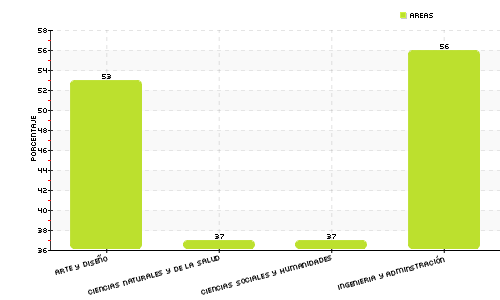 AREAS
58
56
54
52
50
48
46
44
42
40
38
36
PORCENTAJE
53
37
37
56
ARTE Y DISEÑO
CIENCIAS NATURALES Y DE LA SALUD
CIENCIAS SOCIALES Y HUMANIDADES
INGENIERIA Y ADMINSTRACIÓN